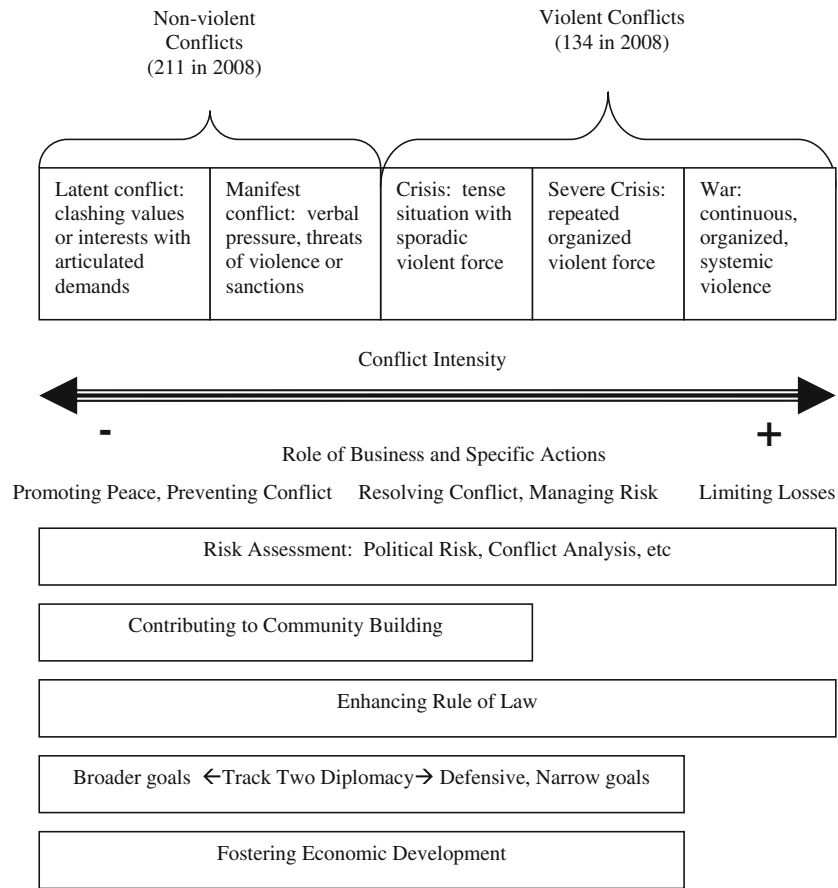 Non-violent
Conflicts
(211 in 2008)
Violent Conflicts
(134 in 2008)
Latent conflict:
clashing values
or interests with
articulated
demands
Manifest
conflict: verbal
pressure, threats
of violence or
sanctions
Crisis: tense
situation with
sporadic
violent force
Severe Crisis:
repeated
organized
violent force
War:
continuous,
organized,
systemic
violence
Conflict Intensity
- +
Role of Business and Specific Actions
Promoting Peace, Preventing Conflict Resolving Conflict, Managing Risk Limiting Losses
Risk Assessment: Political Risk, Conflict Analysis, etc
Contributing to Community Building
Enhancing Rule of Law
Broader goals ←Track Two Diplomacy→ Defensive, Narrow goals
Fostering Economic Development